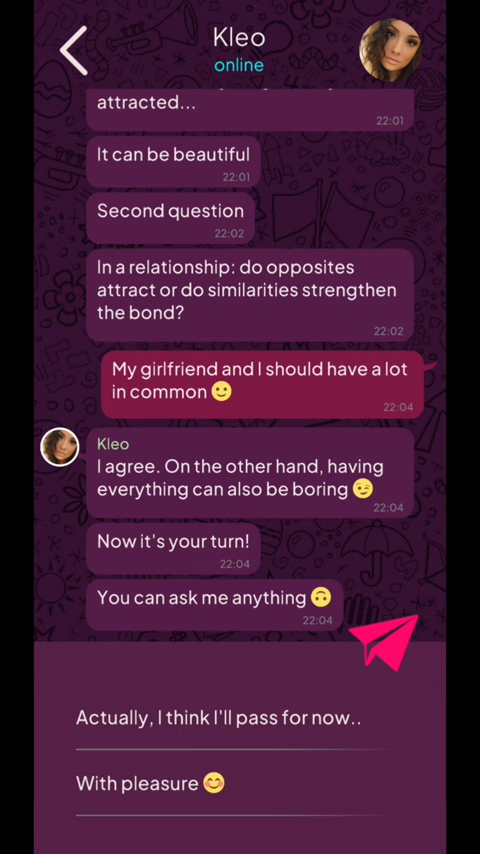 Kleo
online
attracted...
22:01
It can be beautiful
22:01
Second question
22:02
In a relationship: do opposites
attract or do similarities strengthen
the bond?
22:02
My girlfriend and I should have a lot
in common 🙂
22:04
Kleo
I agree. On the other hand, having
everything can also be boring 😉
22:04
Now it's your turn!
22:04
You can ask me anything 🙃
22:04
Actually, I think I'll pass for now..
With pleasure 😊